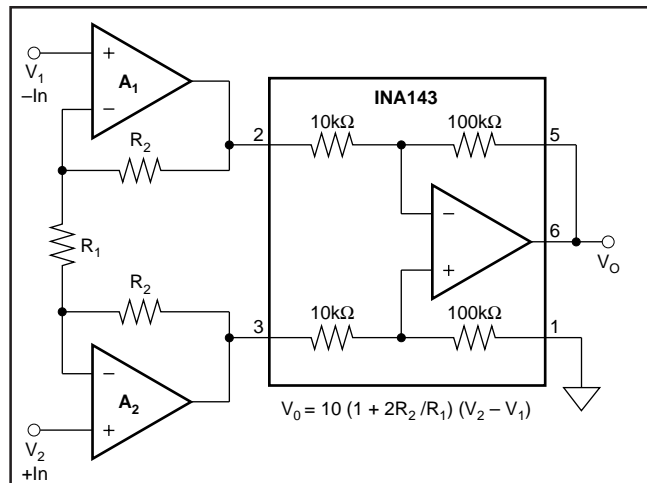 V1
–In
A1
+
–
R2
R1
R2
A2
–
+
V2
+In
INA143
2
10kΩ
100kΩ
5
–
+
6
VO
3
10kΩ
100kΩ
1
V0 = 10 (1 + 2R2 /R1) (V2 – V1)